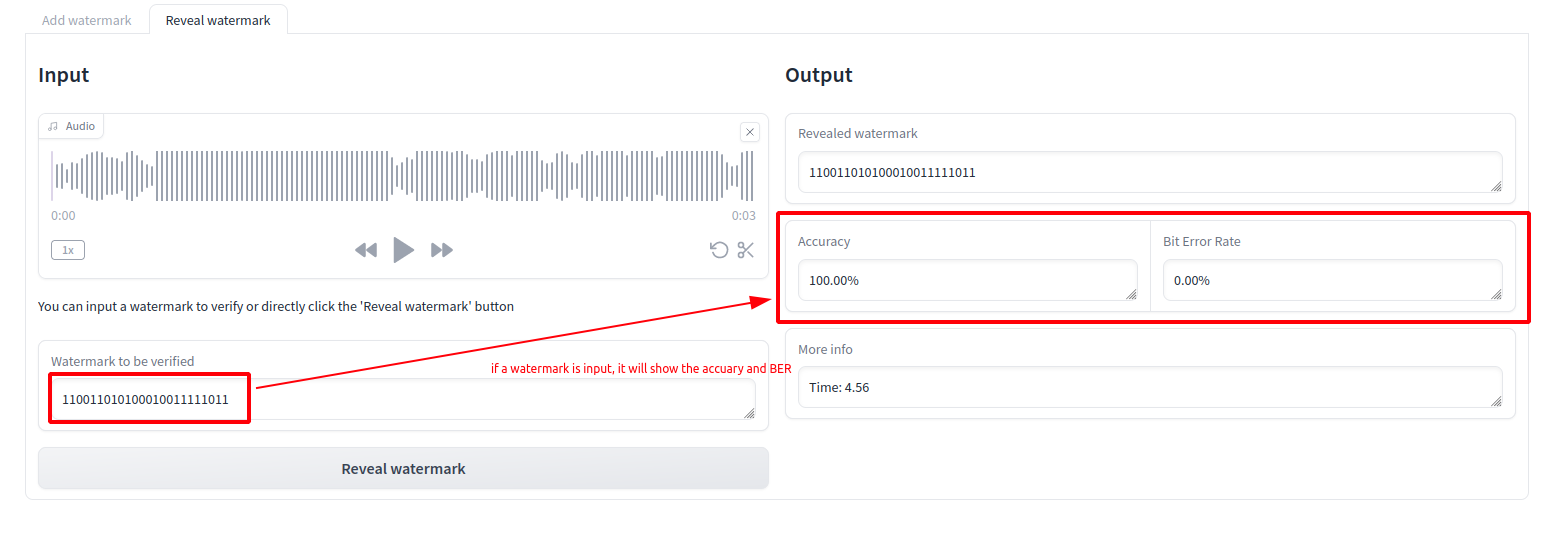 Add watermark
Reveal watermark
Input
Audio
0:00
0:03
1x
You can input a watermark to verify or directly click the 'Reveal watermark' button
Watermark to be verified
110011010100010011111011
Reveal watermark
if a watermark is input, it will show the accuary and BER
Output
Revealed watermark
110011010100010011111011
Accuracy
100.00%
Bit Error Rate
0.00%
More info
Time: 4.56